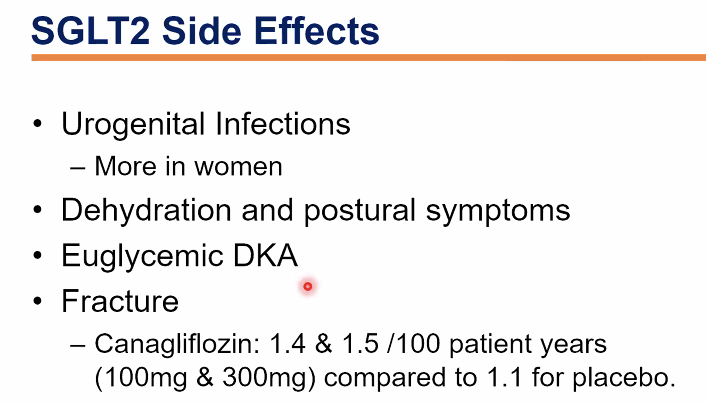 SGLT2 Side Effects
• Urogenital Infections
– More in women
• Dehydration and postural symptoms
• Euglycemic DKA
• Fracture
– Canagliflozin: 1.4 & 1.5 /100 patient years
(100mg & 300mg) compared to 1.1 for placebo.